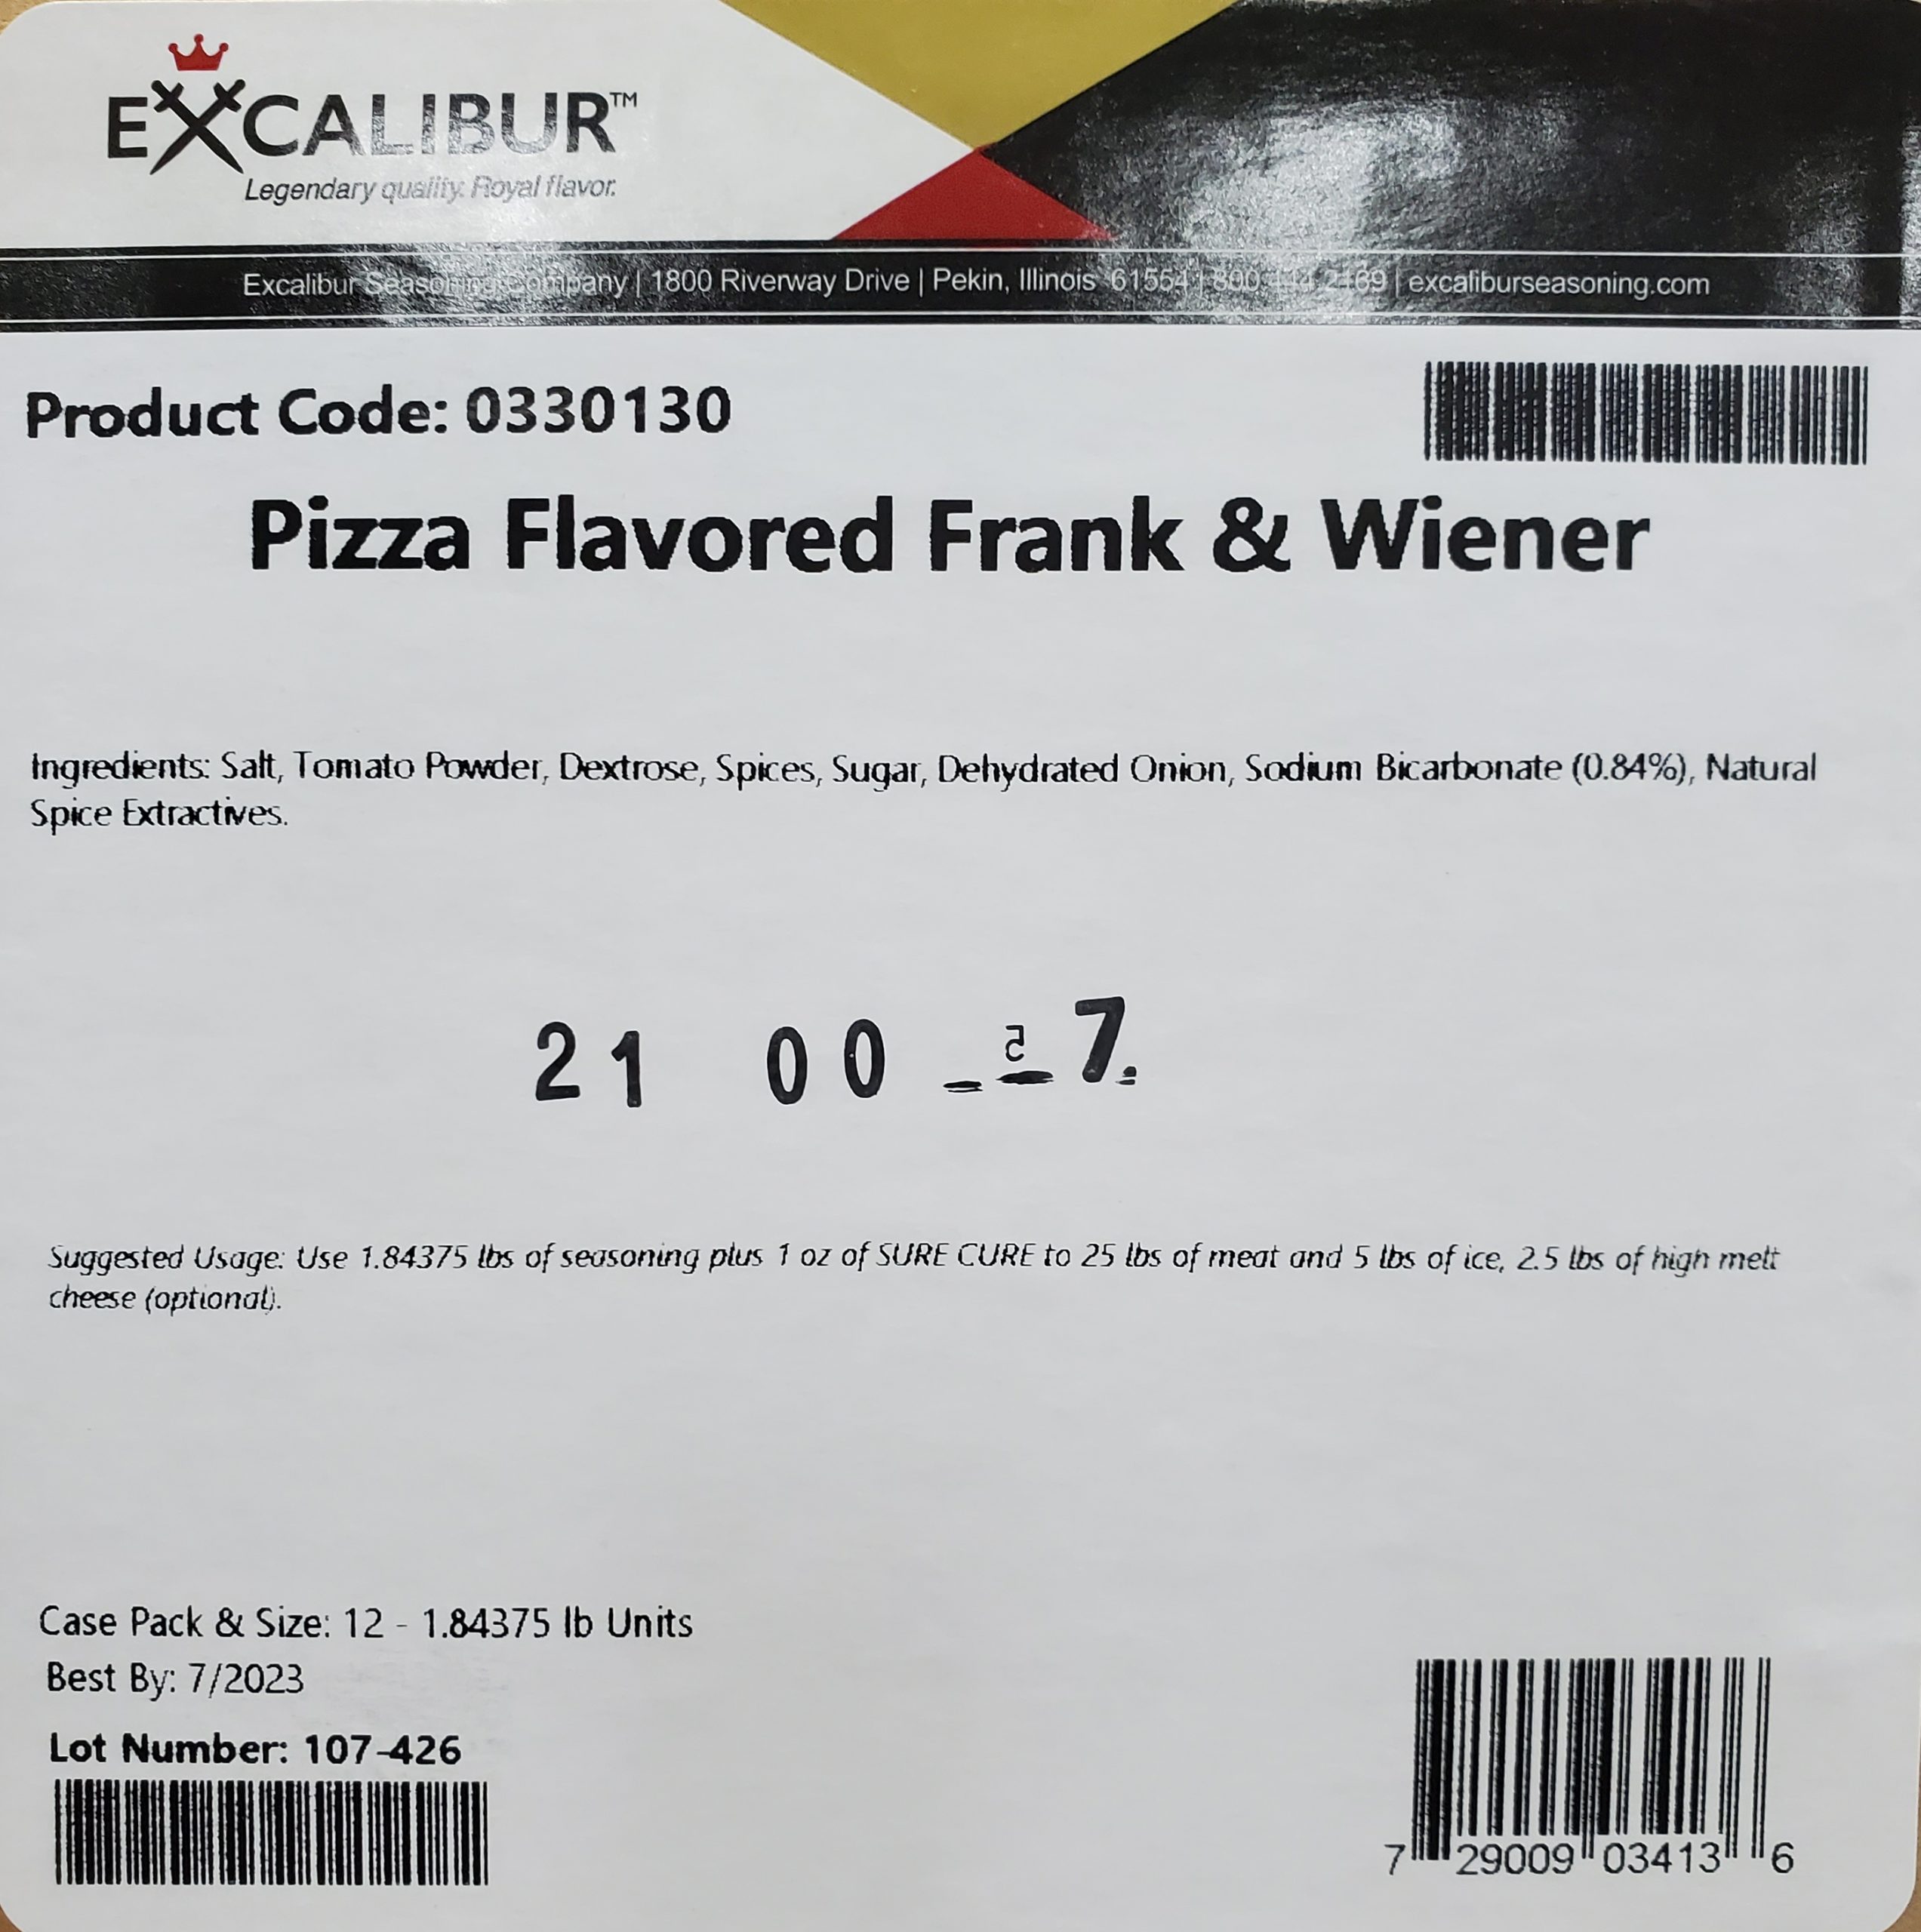 EXCALIBUR™
Legendary quality. Royal flavor.
Excalibur Seasoning Company | 1800 Riverway Drive | Pekin, Illinois 61554 | excaliburseasoning.com
Product Code: 0330130
Pizza Flavored Frank & Wiener
Ingredients: Salt, Tomato Powder, Dextrose, Spices, Sugar, Dehydrated Onion, Sodium Bicarbonate (0.84%), Natural
Spice Extractives.
21 00 7
Suggested Usage: Use 1.84375 lbs of seasoning plus 1 oz of SURE CURE to 25 lbs of meat and 5 lbs of ice, 2.5 lbs of high melt
cheese (optional).
Case Pack & Size: 12 - 1.84375 lb Units
Best By: 7/2023
Lot Number: 107-426
7 29009 03413 6